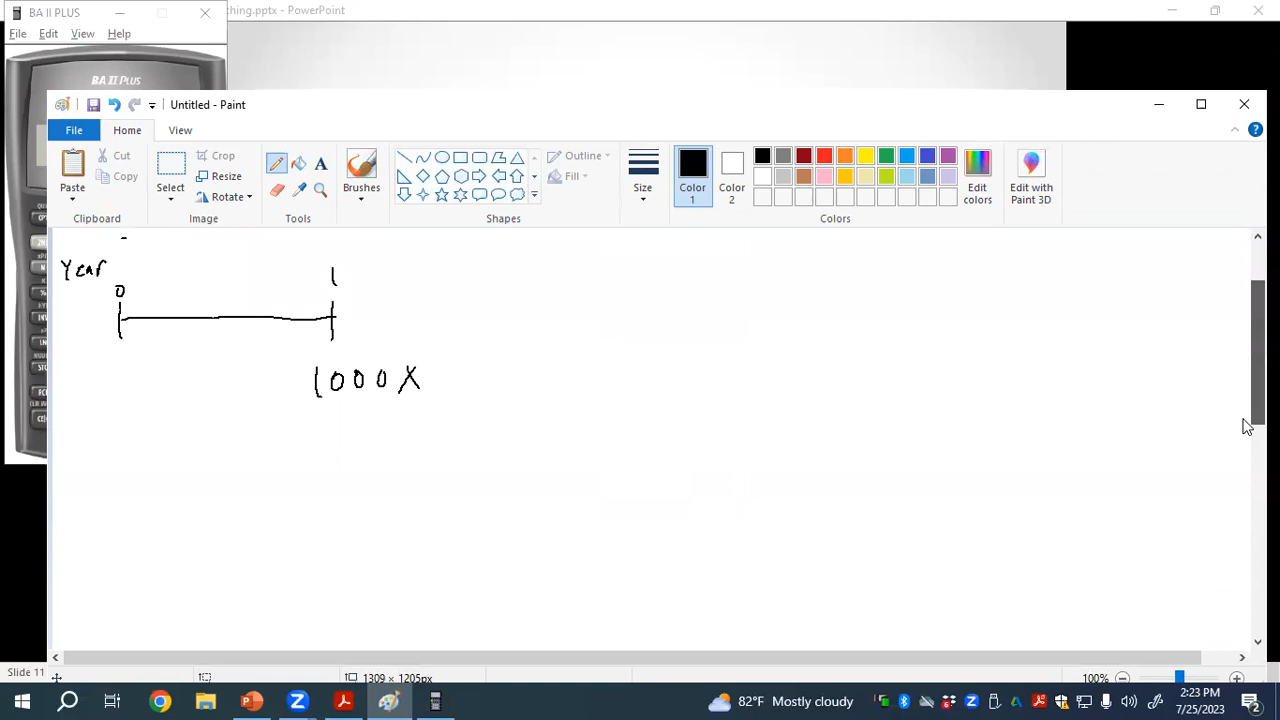 BA II PLUS
thing.pptx - PowerPoint
File Edit View Help
BA II PLUS
Untitled - Paint
File Home View
Paste
Cut
Copy
Clipboard
Select
Crop
Resize
Rotate
Image
Tools
Brushes
Outline
Fill
Shapes
Size
Color 1
Color 2
Edit colors
Edit with Paint 3D
Colors
Year
0 1
1000X
Slide 11
1309 × 1205px
100%
82°F Mostly cloudy
2:23 PM
7/25/2023
2